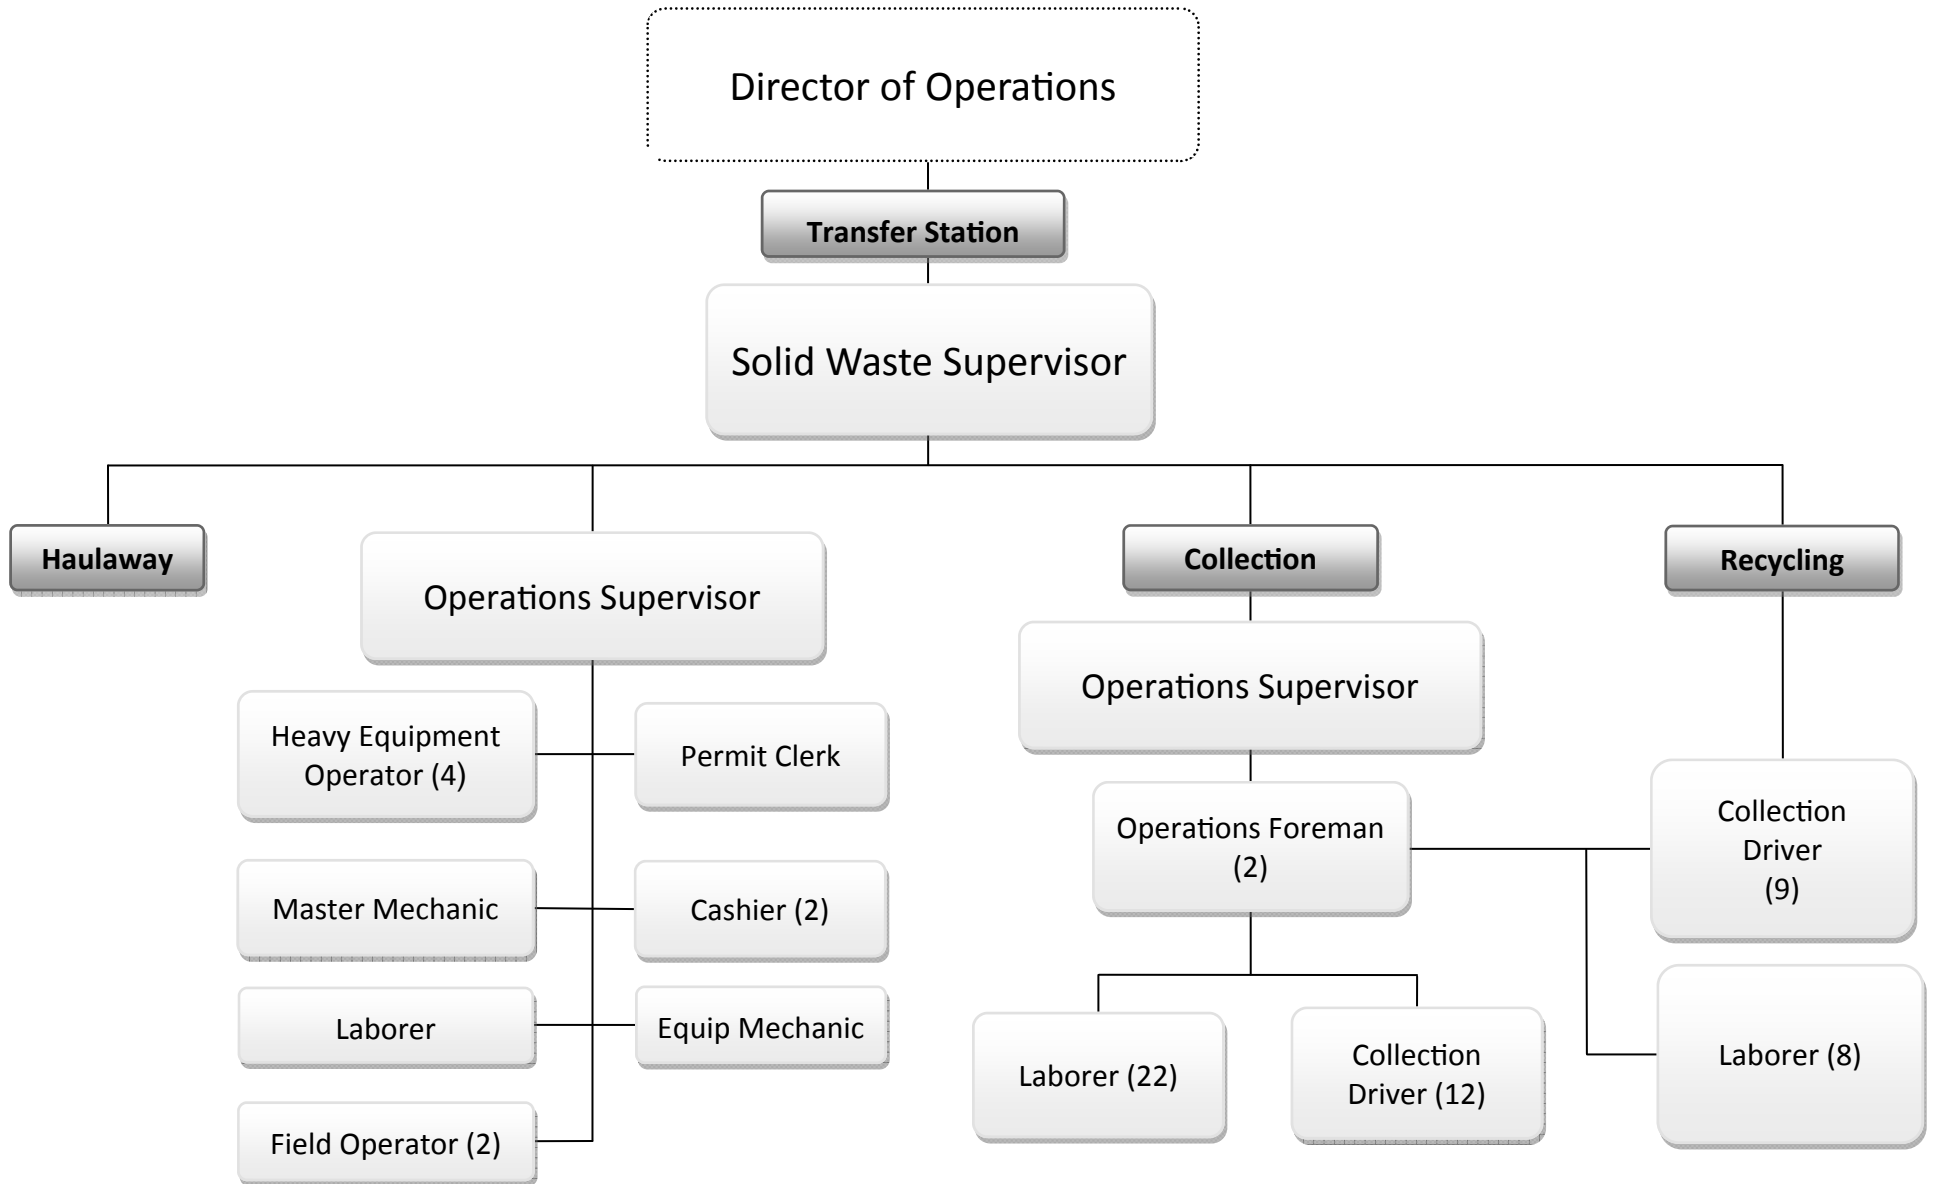 Director of Operations
Transfer Station
Solid Waste Supervisor
Haulaway
Operations Supervisor
Heavy Equipment
Operator (4)
Permit Clerk
Master Mechanic
Cashier (2)
Laborer
Equip Mechanic
Field Operator (2)
Collection
Operations Supervisor
Operations Foreman
(2)
Laborer (22)
Collection
Driver (12)
Recycling
Collection
Driver
(9)
Laborer (8)